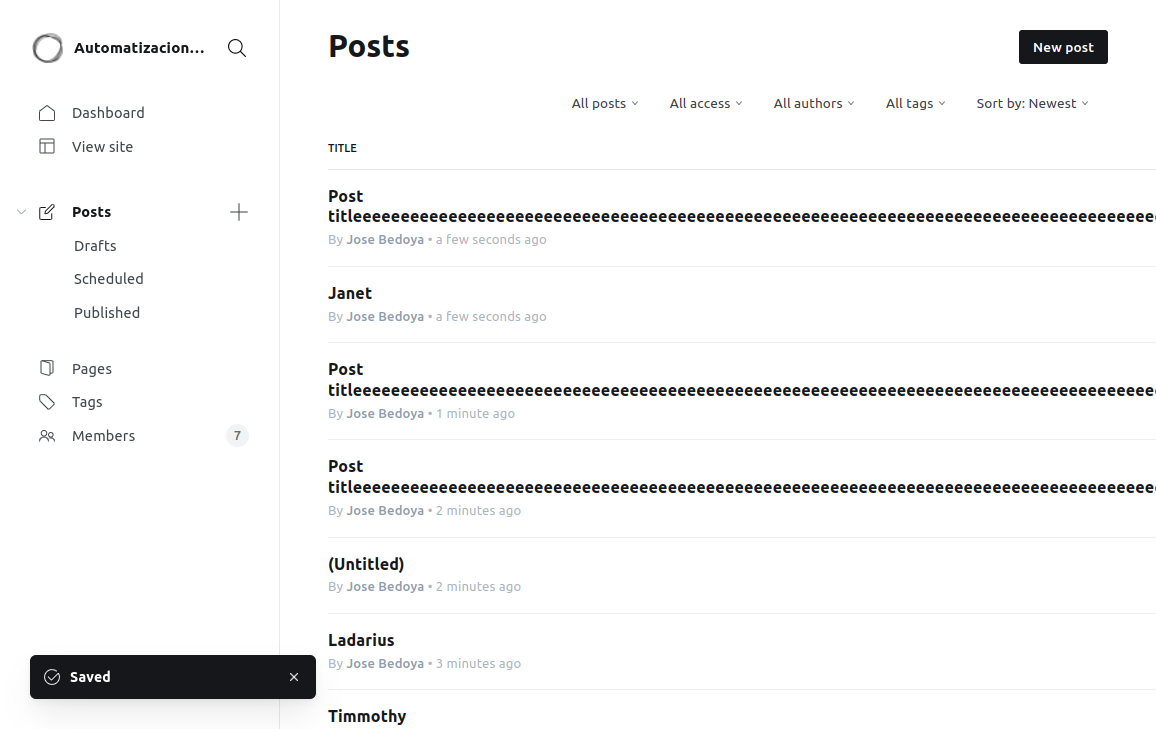 Automatizacion...
Dashboard
View site
Posts
Drafts
Scheduled
Published
Pages
Tags
Members 7
Saved
Posts
New post
All posts All access All authors All tags Sort by: Newest
TITLE
Post
titleeeeeeeeeeeeeeeeeeeeeeeeeeeeeeeeeeeeeeeeeeeeeeeeeeeeeeeeeeeeeeeeeeeeeeeeeeeeeeeeeeeee
By Jose Bedoya • a few seconds ago
Janet
By Jose Bedoya • a few seconds ago
Post
titleeeeeeeeeeeeeeeeeeeeeeeeeeeeeeeeeeeeeeeeeeeeeeeeeeeeeeeeeeeeeeeeeeeeeeeeeeeeeeeeeeeee
By Jose Bedoya • 1 minute ago
Post
titleeeeeeeeeeeeeeeeeeeeeeeeeeeeeeeeeeeeeeeeeeeeeeeeeeeeeeeeeeeeeeeeeeeeeeeeeeeeeeeeeeeee
By Jose Bedoya • 2 minutes ago
(Untitled)
By Jose Bedoya • 2 minutes ago
Ladarius
By Jose Bedoya • 3 minutes ago
Timmothy